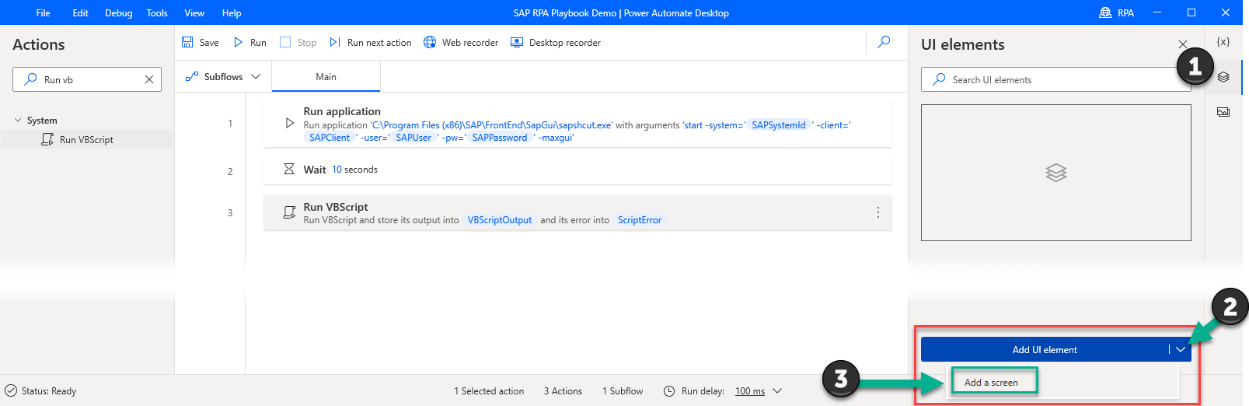 File Edit Debug Tools View Help SAP RPA Playbook Demo | Power Automate Desktop RPA
Actions
Save Run Stop Run next action Web recorder Desktop recorder
UI elements
{x}
1
Run vb
Subflows Main
Search UI elements
System
Run VBScript
1
Run application
Run application 'C:\Program Files (x86)\SAP\FrontEnd\SapGui\sapshcut.exe' with arguments 'start -system=' SAPSystemId ' -client='
SAPClient ' -user=' SAPUser ' -pw=' SAPPassword ' -maxgui'
2
Wait 10 seconds
3
Run VBScript
Run VBScript and store its output into VBScriptOutput and its error into ScriptError
2
Add UI element
3
Add a screen
Status: Ready 1 Selected action 3 Actions 1 Subflow Run delay: 100 ms